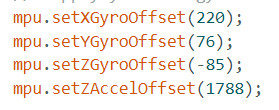 mpu.setXGyroOffset(220);
mpu.setYGyroOffset(76);
mpu.setZGyroOffset(-85);
mpu.setZAccelOffset(1788);